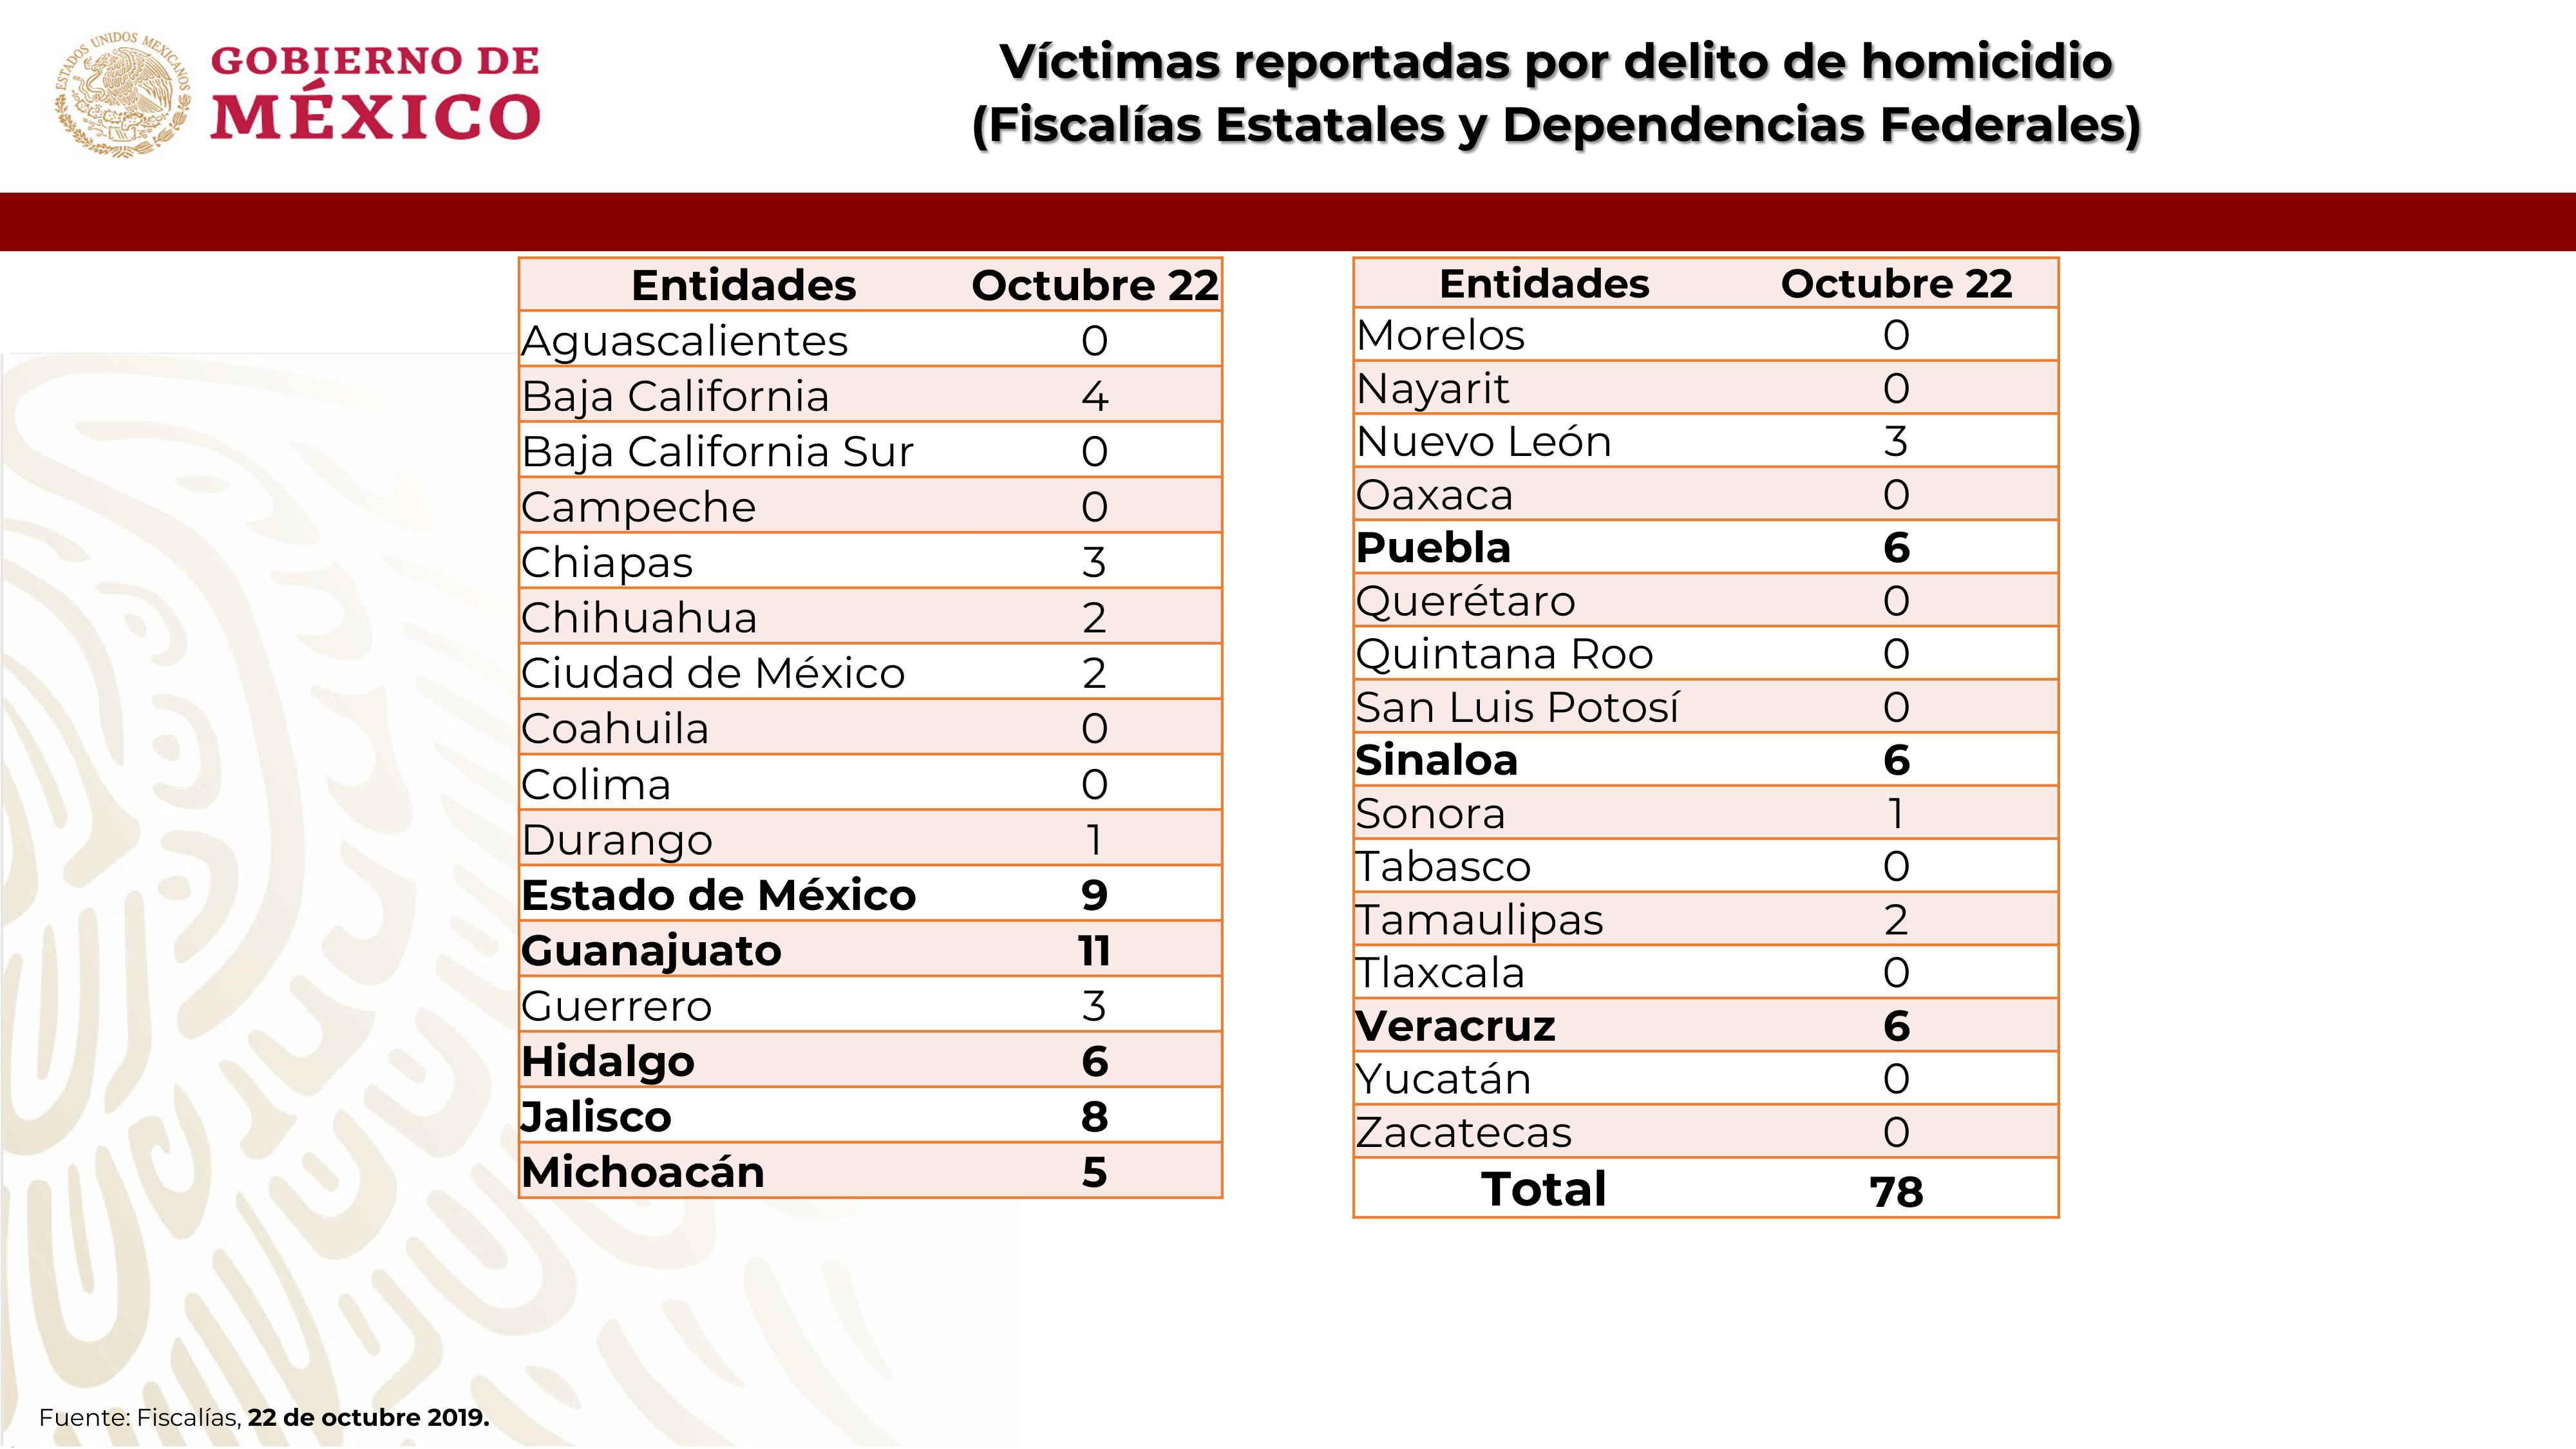 ESTADOS UNIDOS MEXICANOS
GOBIERNO DE
MÉXICO
Víctimas reportadas por delito de homicidio
(Fiscalías Estatales y Dependencias Federales)
Entidades Octubre 22
Aguascalientes 0
Baja California 4
Baja California Sur 0
Campeche 0
Chiapas 3
Chihuahua 2
Ciudad de México 2
Coahuila 0
Colima 0
Durango 1
Estado de México 9
Guanajuato 11
Guerrero 3
Hidalgo 6
Jalisco 8
Michoacán 5
Entidades Octubre 22
Morelos 0
Nayarit 0
Nuevo León 3
Oaxaca 0
Puebla 6
Querétaro 0
Quintana Roo 0
San Luis Potosí 0
Sinaloa 6
Sonora 1
Tabasco 0
Tamaulipas 2
Tlaxcala 0
Veracruz 6
Yucatán 0
Zacatecas 0
Total 78
Fuente: Fiscalías, 22 de octubre 2019.